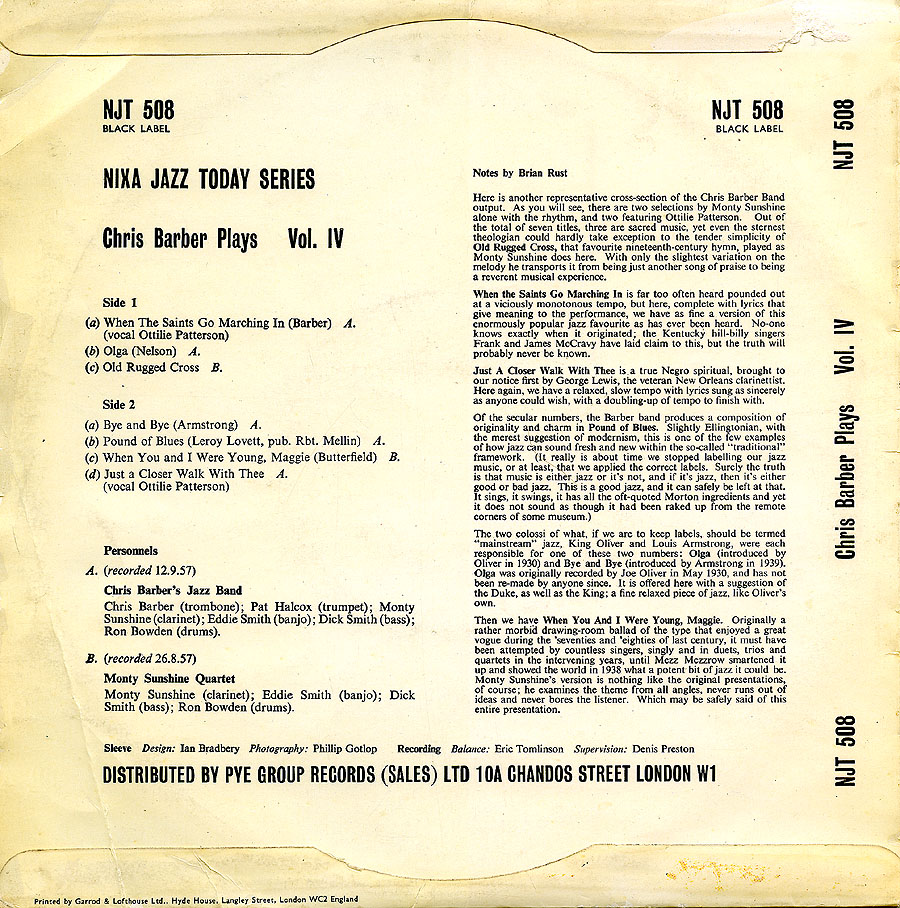 NJT 508
BLACK LABEL
NJT 508
BLACK LABEL
NIXA JAZZ TODAY SERIES
Chris Barber Plays Vol. IV
Side 1
(a) When The Saints Go Marching In (Barber) A.
(vocal Ottilie Patterson)
(b) Olga (Nelson) A.
(c) Old Rugged Cross B.
Side 2
(a) Bye and Bye (Armstrong) A.
(b) Pound of Blues (Leroy Lovett, pub. Rbt. Mellin) A.
(c) When You and I Were Young, Maggie (Butterfield) B.
(d) Just a Closer Walk With Thee A.
(vocal Ottilie Patterson)
Personnels
A. (recorded 12.9.57)
Chris Barber's Jazz Band
Chris Barber (trombone); Pat Halcox (trumpet); Monty
Sunshine (clarinet); Eddie Smith (banjo); Dick Smith (bass);
Ron Bowden (drums).
B. (recorded 26.8.57)
Monty Sunshine Quartet
Monty Sunshine (clarinet); Eddie Smith (banjo); Dick
Smith (bass); Ron Bowden (drums).
Notes by Brian Rust
Here is another representative cross-section of the Chris Barber Band
output. As you will see, there are two selections by Monty Sunshine
alone with the rhythm, and two featuring Ottilie Patterson. Out of
the total of seven titles, three are sacred music, yet even the sternest
theologian could hardly take exception to the tender simplicity of
Old Rugged Cross, that favourite nineteenth-century hymn, played as
Monty Sunshine does here. With only the slightest variation on the
melody he transports it from being just another song of praise to being
a reverent musical experience.
When the Saints Go Marching In is far too often heard pounded out
at a viciously monotonous tempo, but here, complete with lyrics that
give meaning to the performance, we have as fine a version of this
enormously popular jazz favourite as has ever been heard. No-one
knows exactly when it originated; the Kentucky hill-billy singers
Frank and James McCravy have laid claim to this, but the truth will
probably never be known.
Just A Closer Walk With Thee is a true Negro spiritual, brought to
our notice first by George Lewis, the veteran New Orleans clarinettist.
Here again, we have a relaxed, slow tempo with lyrics sung as sincerely
as anyone could wish, with a doubling-up of tempo to finish with.
Of the secular numbers, the Barber band produces a composition of
originality and charm in Pound of Blues. Slightly Ellingtonian, with
the merest suggestion of modernism, this is one of the few examples
of how jazz can sound fresh and new within the so-called "traditional"
framework. (It really is about time we stopped labelling our jazz
music, or at least, that we applied the correct labels. Surely the truth
is that music is either jazz or it's not, and if it's jazz, then it's either
good or bad jazz. This is a good jazz, and it can safely be left at that.
It sings, it swings, it has all the oft-quoted Morton ingredients and yet
it does not sound as though it had been raked up from the remote
corners of some museum.)
The two colossi of what, if we are to keep labels, should be termed
"mainstream" jazz, King Oliver and Louis Armstrong, were each
responsible for one of these two numbers: Olga (introduced by
Oliver in 1930) and Bye and Bye (introduced by Armstrong in 1939).
Olga was originally recorded by Joe Oliver in May 1930, and has not
been re-made by anyone since. It is offered here with a suggestion of
the Duke, as well as the King; a fine relaxed piece of jazz, like Oliver's
own.
Then we have When You And I Were Young, Maggie. Originally a
rather morbid drawing-room ballad of the type that enjoyed a great
vogue during the 'seventies and 'eighties of last century, it must have
been attempted by countless singers, singly and in duets, trios and
quartets in the intervening years, until Mezz Mezzrow smartened it
up and showed the world in 1938 what a potent bit of jazz it could be.
Monty Sunshine's version is nothing like the original presentations,
of course; he examines the theme from all angles, never runs out of
ideas and never bores the listener. Which may be safely said of this
entire presentation.
Sleeve Design: Ian Bradbery Photography: Phillip Gotlop Recording Balance: Eric Tomlinson Supervision: Denis Preston
DISTRIBUTED BY PYE GROUP RECORDS (SALES) LTD 10A CHANDOS STREET LONDON W1
NJT 508
Chris Barber Plays Vol. IV
NJT 508
Printed by Garrod & Lofthouse Ltd., Hyde House, Langley Street, London WC2 England